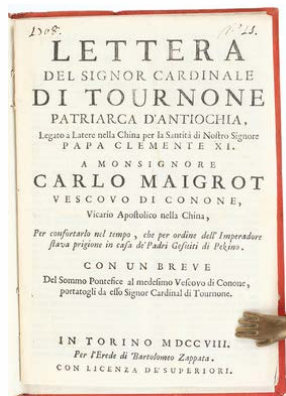 1708.
LETTERA
DEL SIGNOR CARDINALE
DI TOURNONE
PATRIARCA D'ANTIOCHIA,
Legato a Latere nella China per la Santità di Nostro Signore
PAPA CLEMENTE XI.
A MONSIGNORE
CARLO MAIGROT
VESCOVO DI CONONE,
Vicario Apostolico nella China,
Per confortarlo nel tempo, che per ordine dell' Imperadore
stava prigione in casa de' Padri Gesuiti di Pekino.
CON UN BREVE
Del Sommo Pontefice al medesimo Vescovo di Conone,
portatogli da esso Signor Cardinal di Tournone.
IN TORINO MDCCVIII.
Per l'Erede di Bartolomeo Zappata.
CON LICENZA DE' SUPERIORI.